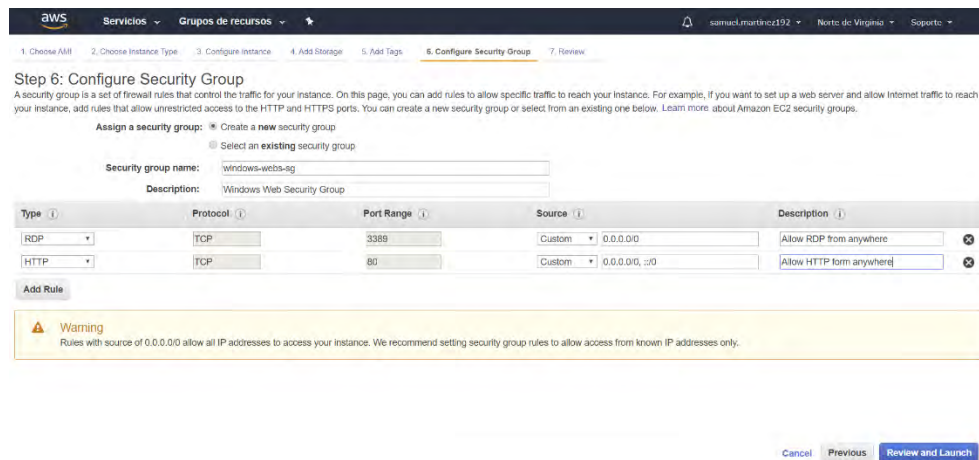 aws Servicios Grupos de recursos samuel.martinez192 Norte de Virginia Soporte
1. Choose AMI 2. Choose Instance Type 3. Configure Instance 4. Add Storage 5. Add Tags 6. Configure Security Group 7. Review
Step 6: Configure Security Group
A security group is a set of firewall rules that control the traffic for your instance. On this page, you can add rules to allow specific traffic to reach your instance. For example, if you want to set up a web server and allow Internet traffic to reach
your instance, add rules that allow unrestricted access to the HTTP and HTTPS ports. You can create a new security group or select from an existing one below. Learn more about Amazon EC2 security groups.
Assign a security group: Create a new security group
Select an existing security group
Security group name: windows-webs-sg
Description: Windows Web Security Group
Type Protocol Port Range Source Description
RDP TCP 3389 Custom 0.0.0.0/0 Allow RDP from anywhere
HTTP TCP 80 Custom 0.0.0.0/0, ::/0 Allow HTTP form anywhere
Add Rule
Warning
Rules with source of 0.0.0.0/0 allow all IP addresses to access your instance. We recommend setting security group rules to allow access from known IP addresses only.
Cancel Previous Review and Launch